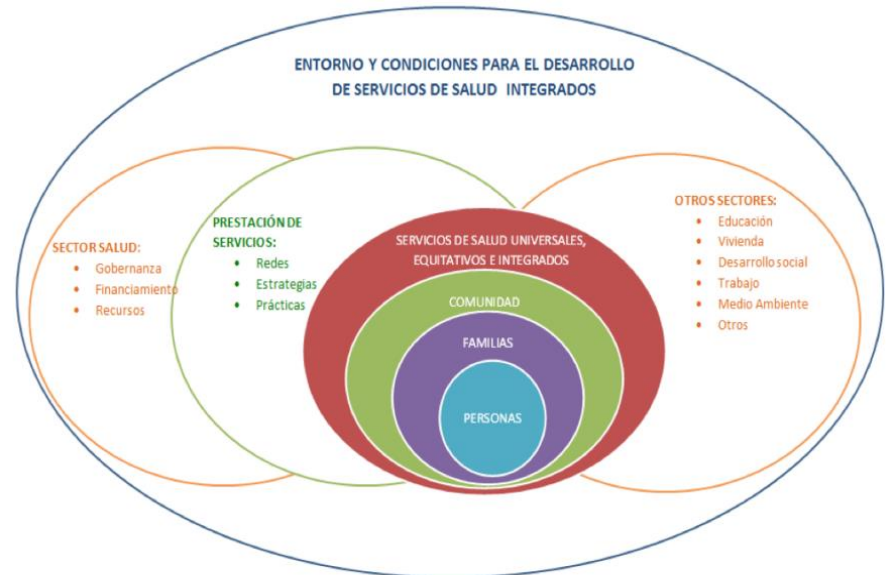 ENTORNO Y CONDICIONES PARA EL DESARROLLO
DE SERVICIOS DE SALUD INTEGRADOS
SECTOR SALUD:
• Gobernanza
• Financiamiento
• Recursos
PRESTACIÓN DE
SERVICIOS:
• Redes
• Estrategias
• Prácticas
SERVICIOS DE SALUD UNIVERSALES,
EQUITATIVOS E INTEGRADOS
COMUNIDAD
FAMILIAS
PERSONAS
OTROS SECTORES:
• Educación
• Vivienda
• Desarrollo social
• Trabajo
• Medio Ambiente
• Otros